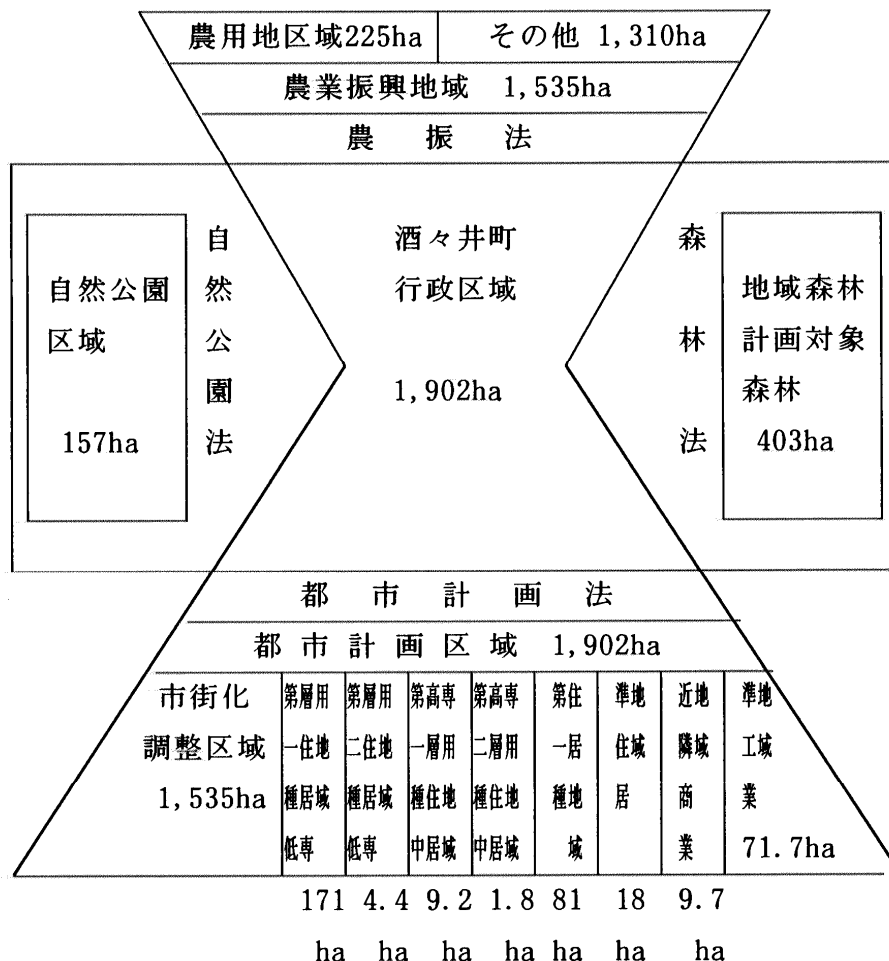 農用地区域225ha
その他 1,310ha
農業振興地域 1,535ha
農振法
自然公園区域
157ha
自然公園法
酒々井町
行政区域
1,902ha
森林法
地域森林
計画対象
森林
403ha
都市計画法
都市計画区域 1,902ha
市街化
調整区域
1,535ha
第一種低層住居専用地域
171
ha
第二種低層住居専用地域
4.4
ha
第一種中高層住居専用地域
9.2
ha
第二種中高層住居専用地域
1.8
ha
第一種住居地域
81
ha
準住居地域
18
ha
近隣商業地域
9.7
ha
準工業地域
71.7ha